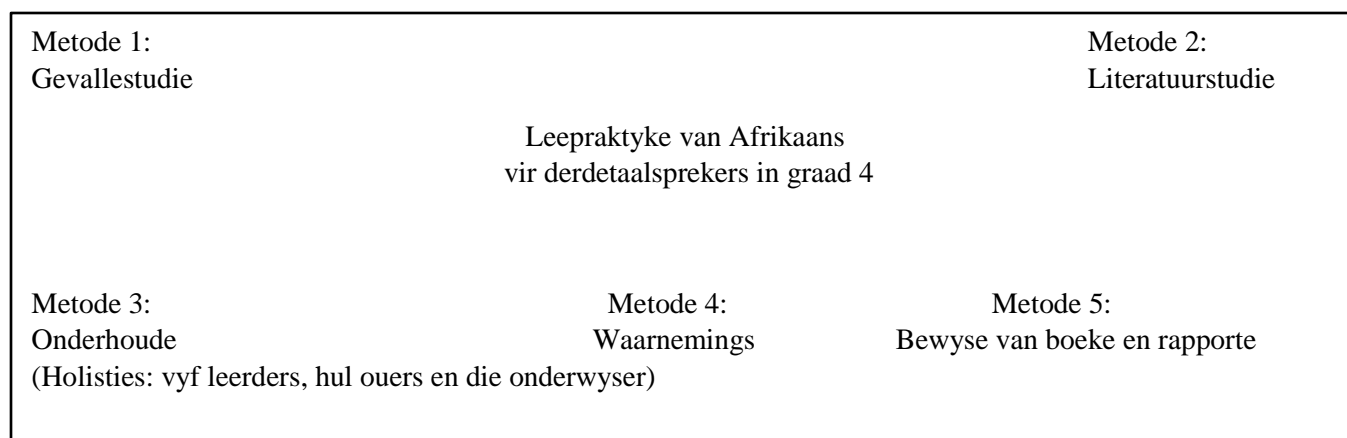 Metode 1:
Metode 2:
Gevallestudie
Literatuurstudie
Leepraktyke van Afrikaans
vir derdetaalsprekers in graad 4
Metode 3:
Metode 4:
Metode 5:
Onderhoude
Waarnemings
Bewyse van boeke en rapporte
(Holisties: vyf leerders, hul ouers en die onderwyser)